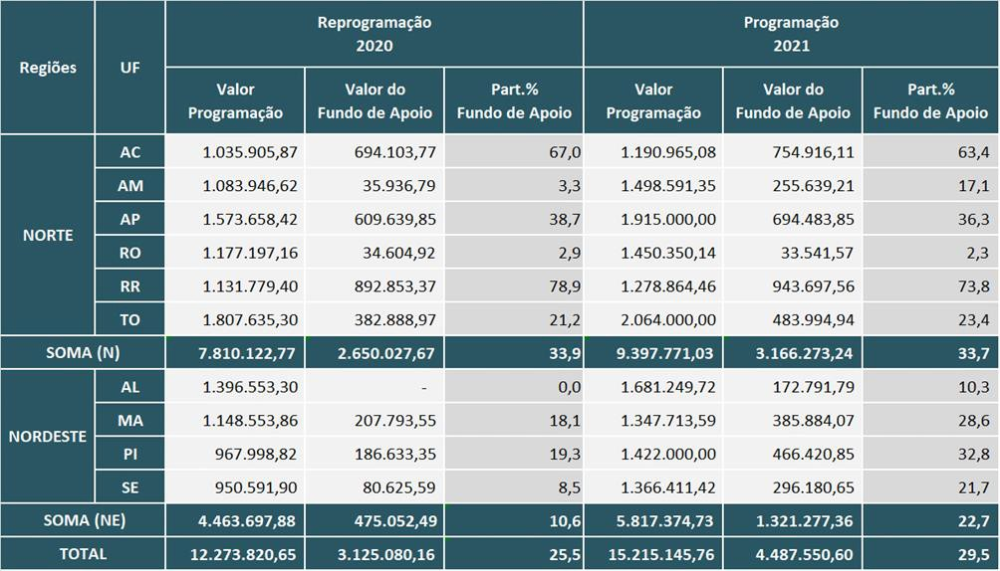 Regiões UF Reprogramação 2020 Programação 2021
Valor Programação Valor do Fundo de Apoio Part.% Fundo de Apoio Valor Programação Valor do Fundo de Apoio Part.% Fundo de Apoio
NORTE
AC 1.035.905,87 694.103,77 67,0 1.190.965,08 754.916,11 63,4
AM 1.083.946,62 35.936,79 3,3 1.498.591,35 255.639,21 17,1
AP 1.573.658,42 609.639,85 38,7 1.915.000,00 694.483,85 36,3
RO 1.177.197,16 34.604,92 2,9 1.450.350,14 33.541,57 2,3
RR 1.131.779,40 892.853,37 78,9 1.278.864,46 943.697,56 73,8
TO 1.807.635,30 382.888,97 21,2 2.064.000,00 483.994,94 23,4
SOMA (N) 7.810.122,77 2.650.027,67 33,9 9.397.771,03 3.166.273,24 33,7
NORDESTE
AL 1.396.553,30 - 0,0 1.681.249,72 172.791,79 10,3
MA 1.148.553,86 207.793,55 18,1 1.347.713,59 385.884,07 28,6
PI 967.998,82 186.633,35 19,3 1.422.000,00 466.420,85 32,8
SE 950.591,90 80.625,59 8,5 1.366.411,42 296.180,65 21,7
SOMA (NE) 4.463.697,88 475.052,49 10,6 5.817.374,73 1.321.277,36 22,7
TOTAL 12.273.820,65 3.125.080,16 25,5 15.215.145,76 4.487.550,60 29,5